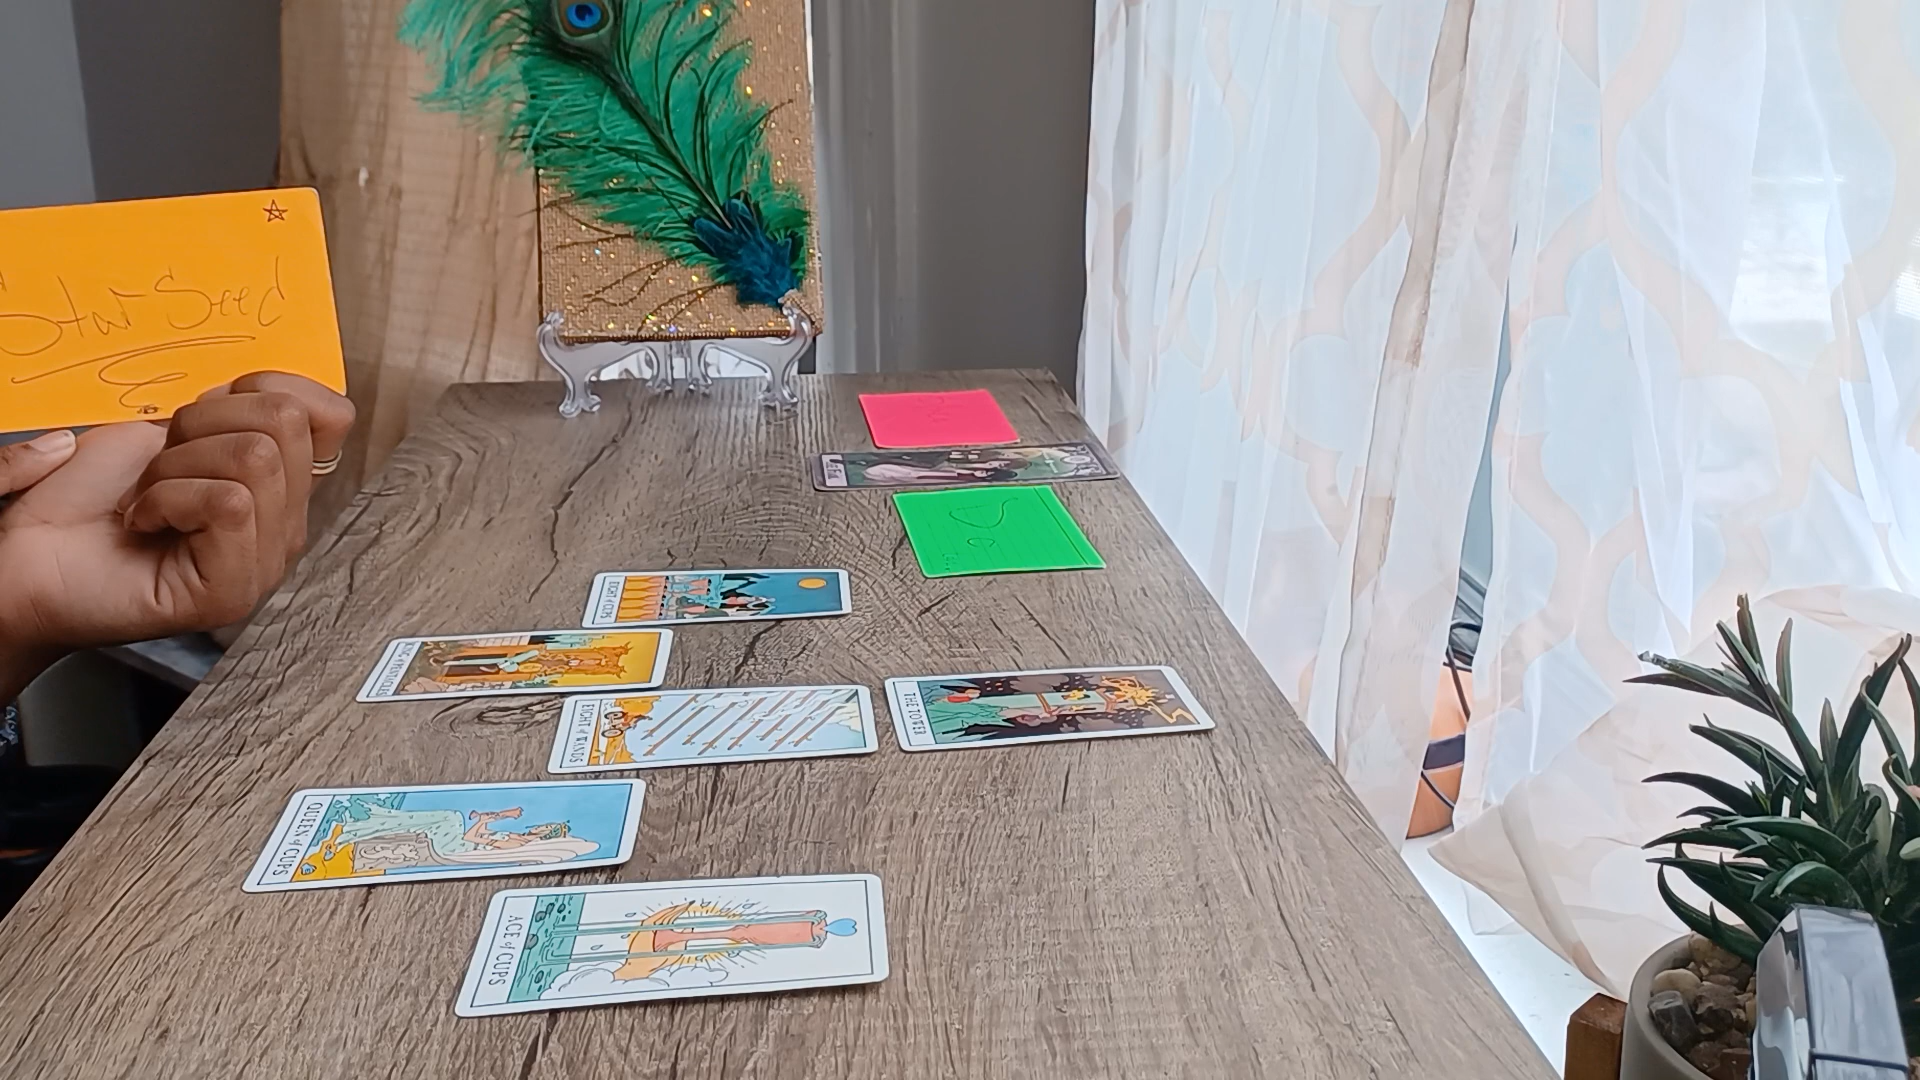 Star Seed
EIGHT of CUPS
KING of PENTACLES
EIGHT of WANDS
THE TOWER
QUEEN of CUPS
ACE of CUPS